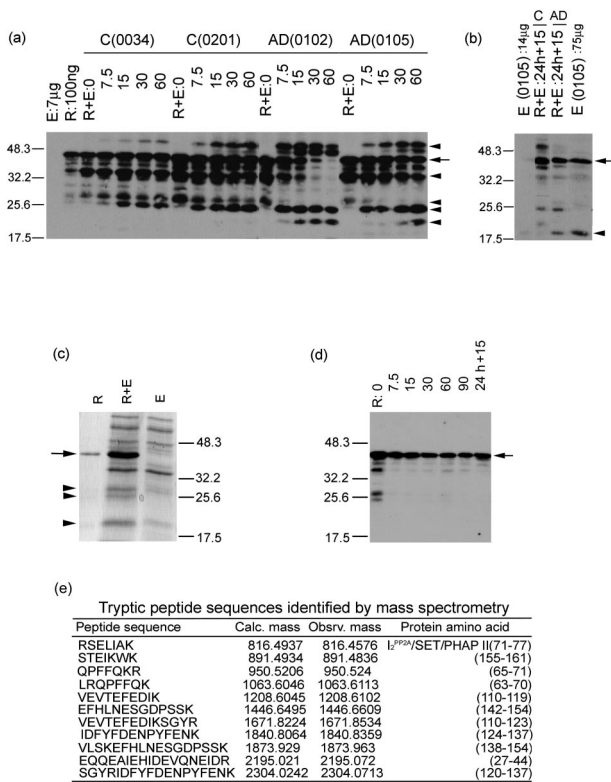 (a)
C(0034) C(0201) AD(0102) AD(0105)
E:7µg
R:100ng
R+E:0
7.5
15
30
60
R+E:0
7.5
15
30
60
R+E:0
7.5
15
30
60
R+E:0
7.5
15
30
60
48.3
32.2
25.6
17.5
(b)
E (0105) :14µg
R+E:24h+15 | C
R+E:24h+15 | AD
E (0105) :75µg
48.3
32.2
25.6
17.5
(c)
R
R+E
E
48.3
32.2
25.6
17.5
(d)
R: 0
7.5
15
30
60
90
24 h +15
48.3
32.2
25.6
17.5
(e)
Tryptic peptide sequences identified by mass spectrometry
Peptide sequence Calc. mass Obsrv. mass Protein amino acid
RSELIAK 816.4937 816.4576 I₂ᴾᴾ²ᴬ/SET/PHAP II(71-77)
STEIKWK 891.4934 891.4836 (155-161)
QPFFQKR 950.5206 950.524 (65-71)
LRQPFFQK 1063.6046 1063.6113 (63-70)
VEVTEFEDIK 1208.6045 1208.6102 (110-119)
EFHLNESGDPSSK 1446.6495 1446.6609 (142-154)
VEVTEFEDIKSGYR 1671.8224 1671.8534 (110-123)
IDFYFDENPYFENK 1840.8064 1840.8359 (124-137)
VLSKEFHLNESGDPSSK 1873.929 1873.963 (138-154)
EQQEAIEHIDEVQNEIDR 2195.021 2195.072 (27-44)
SGYRIDFYFDENPYFENK 2304.0242 2304.0713 (120-137)